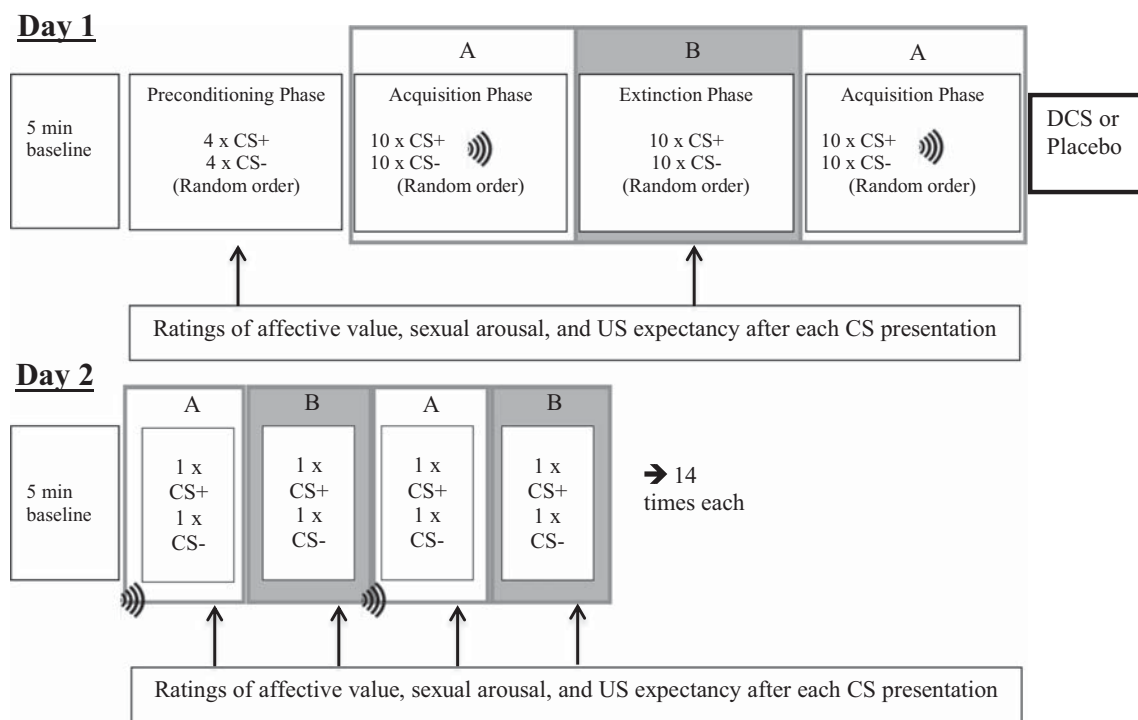 Day 1
A
B
A
5 min
baseline
Preconditioning Phase
4 x CS+
4 x CS-
(Random order)
Acquisition Phase
10 x CS+
10 x CS-
(Random order)
Extinction Phase
10 x CS+
10 x CS-
(Random order)
Acquisition Phase
10 x CS+
10 x CS-
(Random order)
DCS or
Placebo
Ratings of affective value, sexual arousal, and US expectancy after each CS presentation
Day 2
A
B
A
B
5 min
baseline
1 x
CS+
1 x
CS-
1 x
CS+
1 x
CS-
1 x
CS+
1 x
CS-
1 x
CS+
1 x
CS-
➔ 14
times each
Ratings of affective value, sexual arousal, and US expectancy after each CS presentation